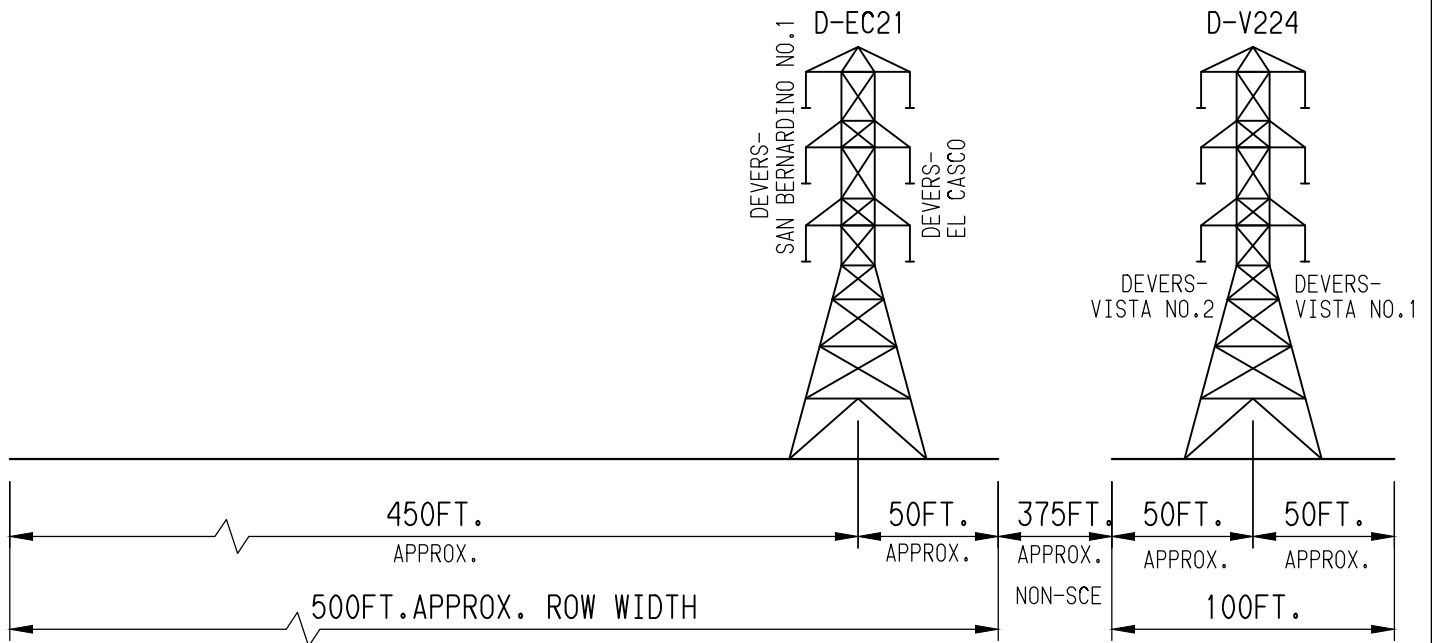 D-EC21
D-V224
DEVERS-
SAN BERNARDINO NO.1
DEVERS-
EL CASCO
DEVERS-
VISTA NO.2
DEVERS-
VISTA NO.1
450FT.
APPROX.
50FT.
APPROX.
375FT.
APPROX.
NON-SCE
50FT.
APPROX.
50FT.
APPROX.
500FT.APPROX. ROW WIDTH
100FT.